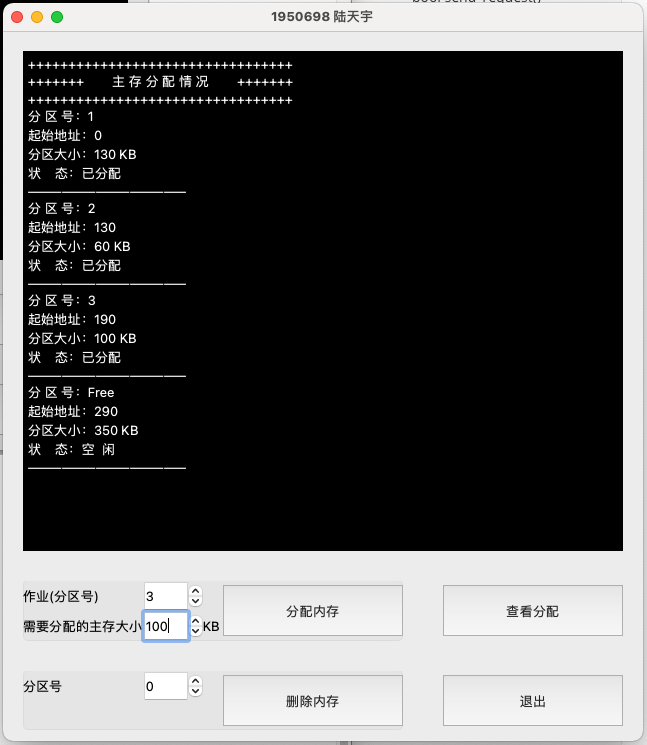 1950698 陆天宇
+++++++++++++++++++++++++++++++++
+++++++ 主 存 分 配 情 况 +++++++
+++++++++++++++++++++++++++++++++
分 区 号：1
起始地址：0
分区大小：130 KB
状 态：已分配
————————————
分 区 号：2
起始地址：130
分区大小：60 KB
状 态：已分配
————————————
分 区 号：3
起始地址：190
分区大小：100 KB
状 态：已分配
————————————
分 区 号：Free
起始地址：290
分区大小：350 KB
状 态：空 闲
————————————
作业(分区号) 3
需要分配的主存大小 100 KB
分配内存
查看分配
分区号 0
删除内存
退出